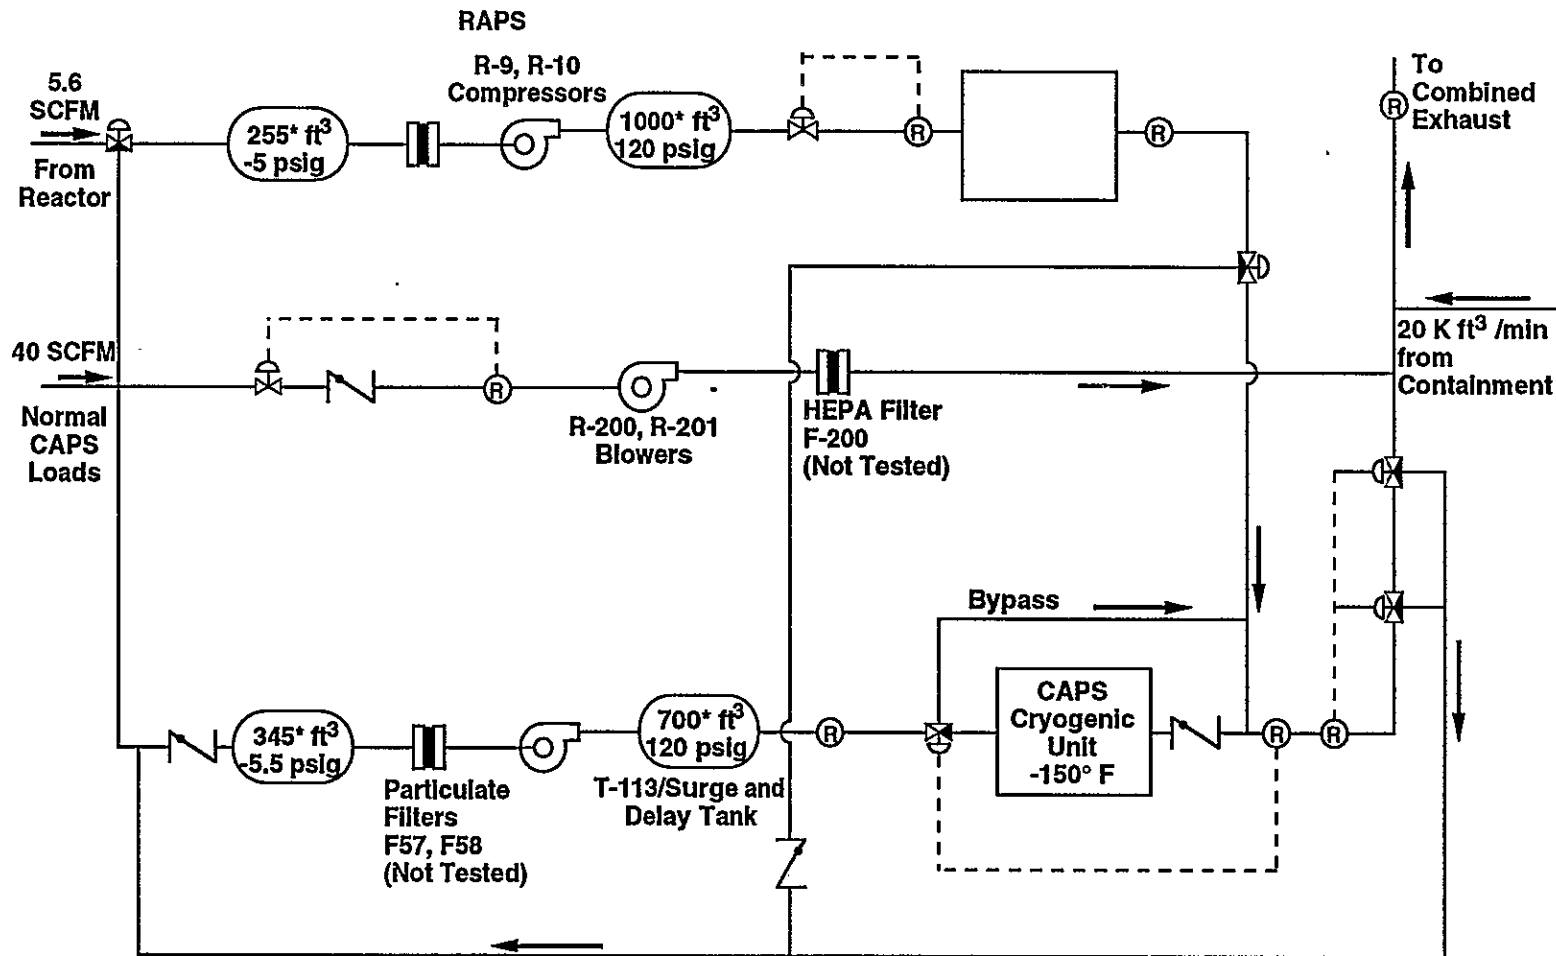 RAPS
5.6
SCFM
From
Reactor
255* ft³
-5 psig
R-9, R-10
Compressors
1000* ft³
120 psig
R
R
R
To
Combined
Exhaust
40 SCFM
Normal
CAPS
Loads
R
R-200, R-201
Blowers
HEPA Filter
F-200
(Not Tested)
20 K ft³ /min
from
Containment
Bypass
345* ft³
-5.5 psig
Particulate
Filters
F57, F58
(Not Tested)
700* ft³
120 psig
T-113/Surge and
Delay Tank
R
CAPS
Cryogenic
Unit
-150° F
R
R